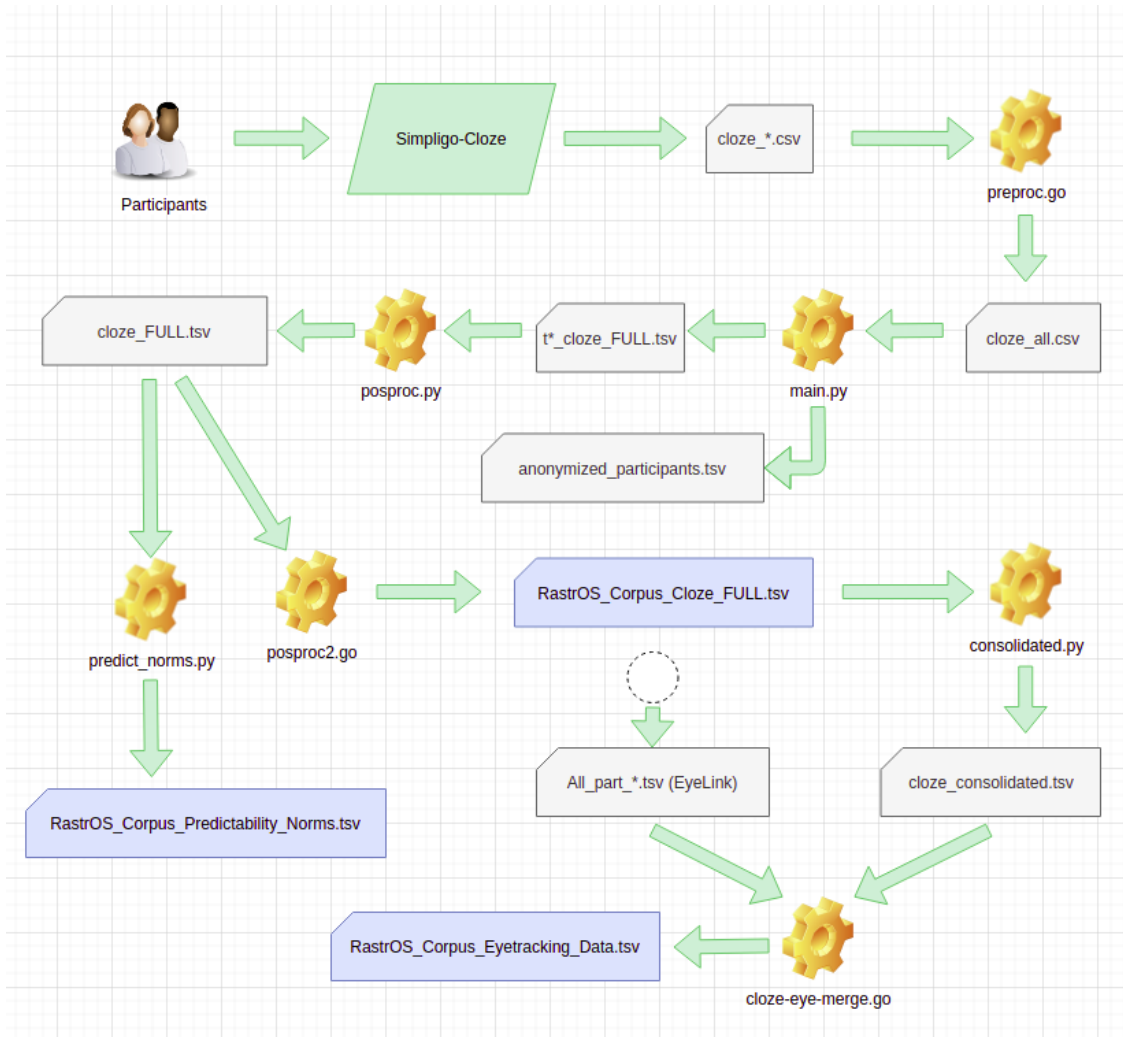 Participants
Simpligo-Cloze
cloze_*.csv
preproc.go
cloze_FULL.tsv
posproc.py
t*_cloze_FULL.tsv
main.py
cloze_all.csv
anonymized_participants.tsv
predict_norms.py
posproc2.go
RastrOS_Corpus_Cloze_FULL.tsv
consolidated.py
All_part_*.tsv (EyeLink)
cloze_consolidated.tsv
RastrOS_Corpus_Predictability_Norms.tsv
RastrOS_Corpus_Eyetracking_Data.tsv
cloze-eye-merge.go